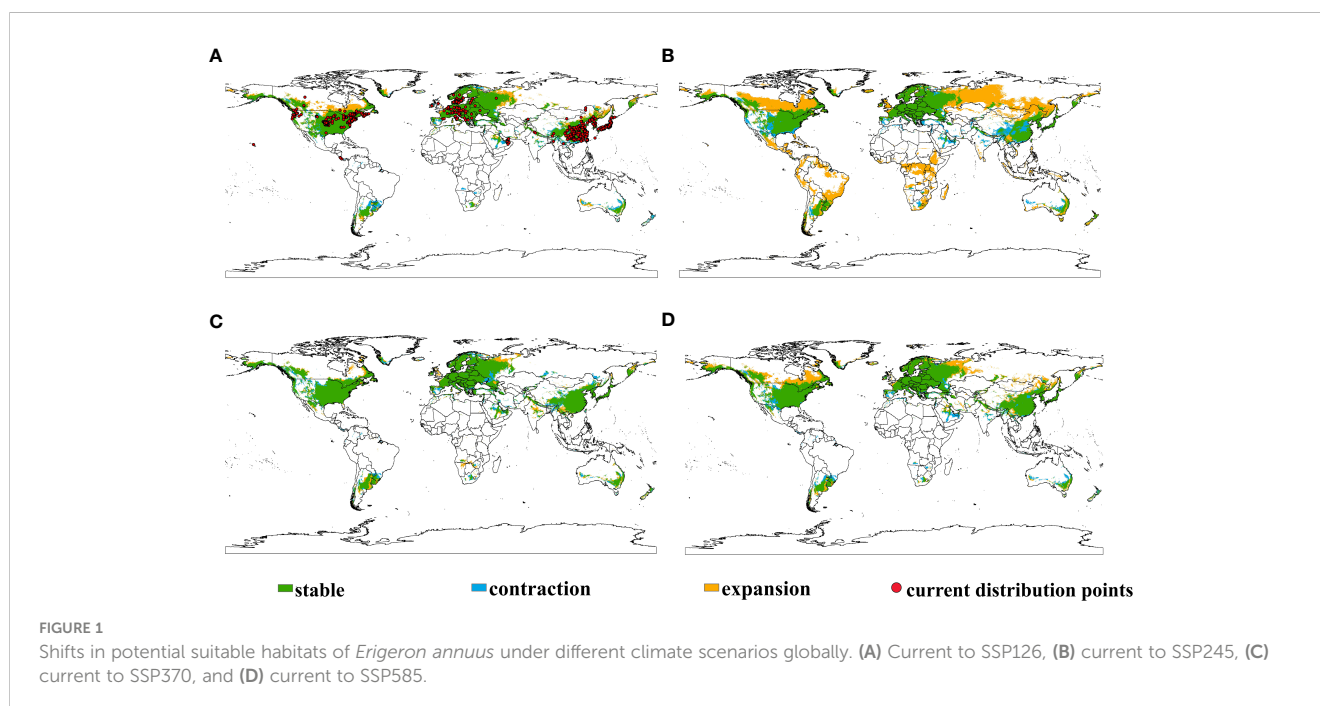 A
B
C
D
stable
contraction
expansion
current distribution points
FIGURE 1
Shifts in potential suitable habitats of Erigeron annuus under different climate scenarios globally. (A) Current to SSP126, (B) current to SSP245, (C)
current to SSP370, and (D) current to SSP585.